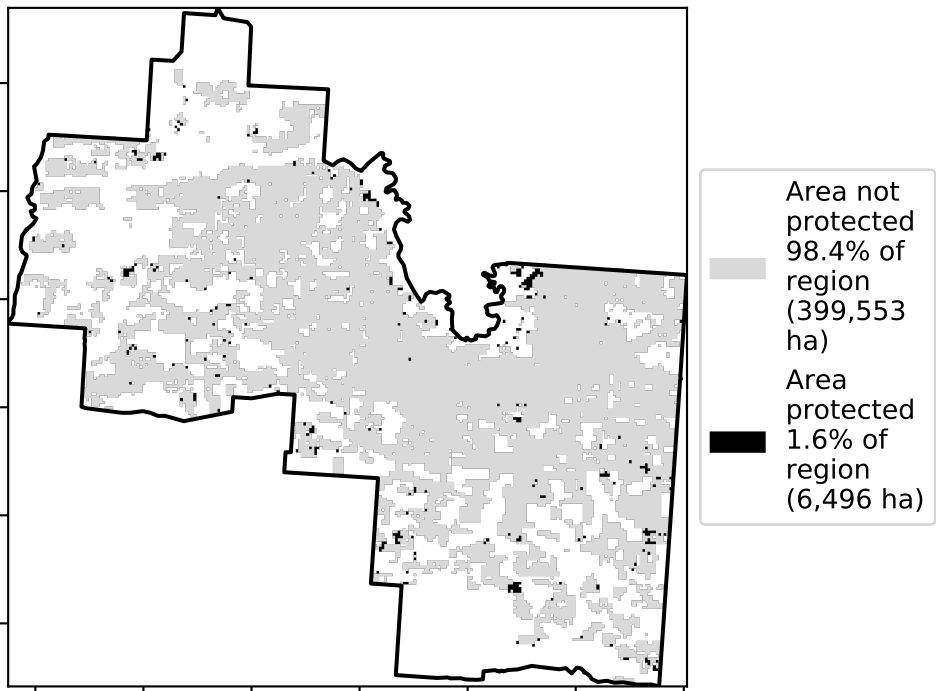 Area not
protected
98.4% of
region
(399,553
ha)
Area
protected
1.6% of
region
(6,496 ha)